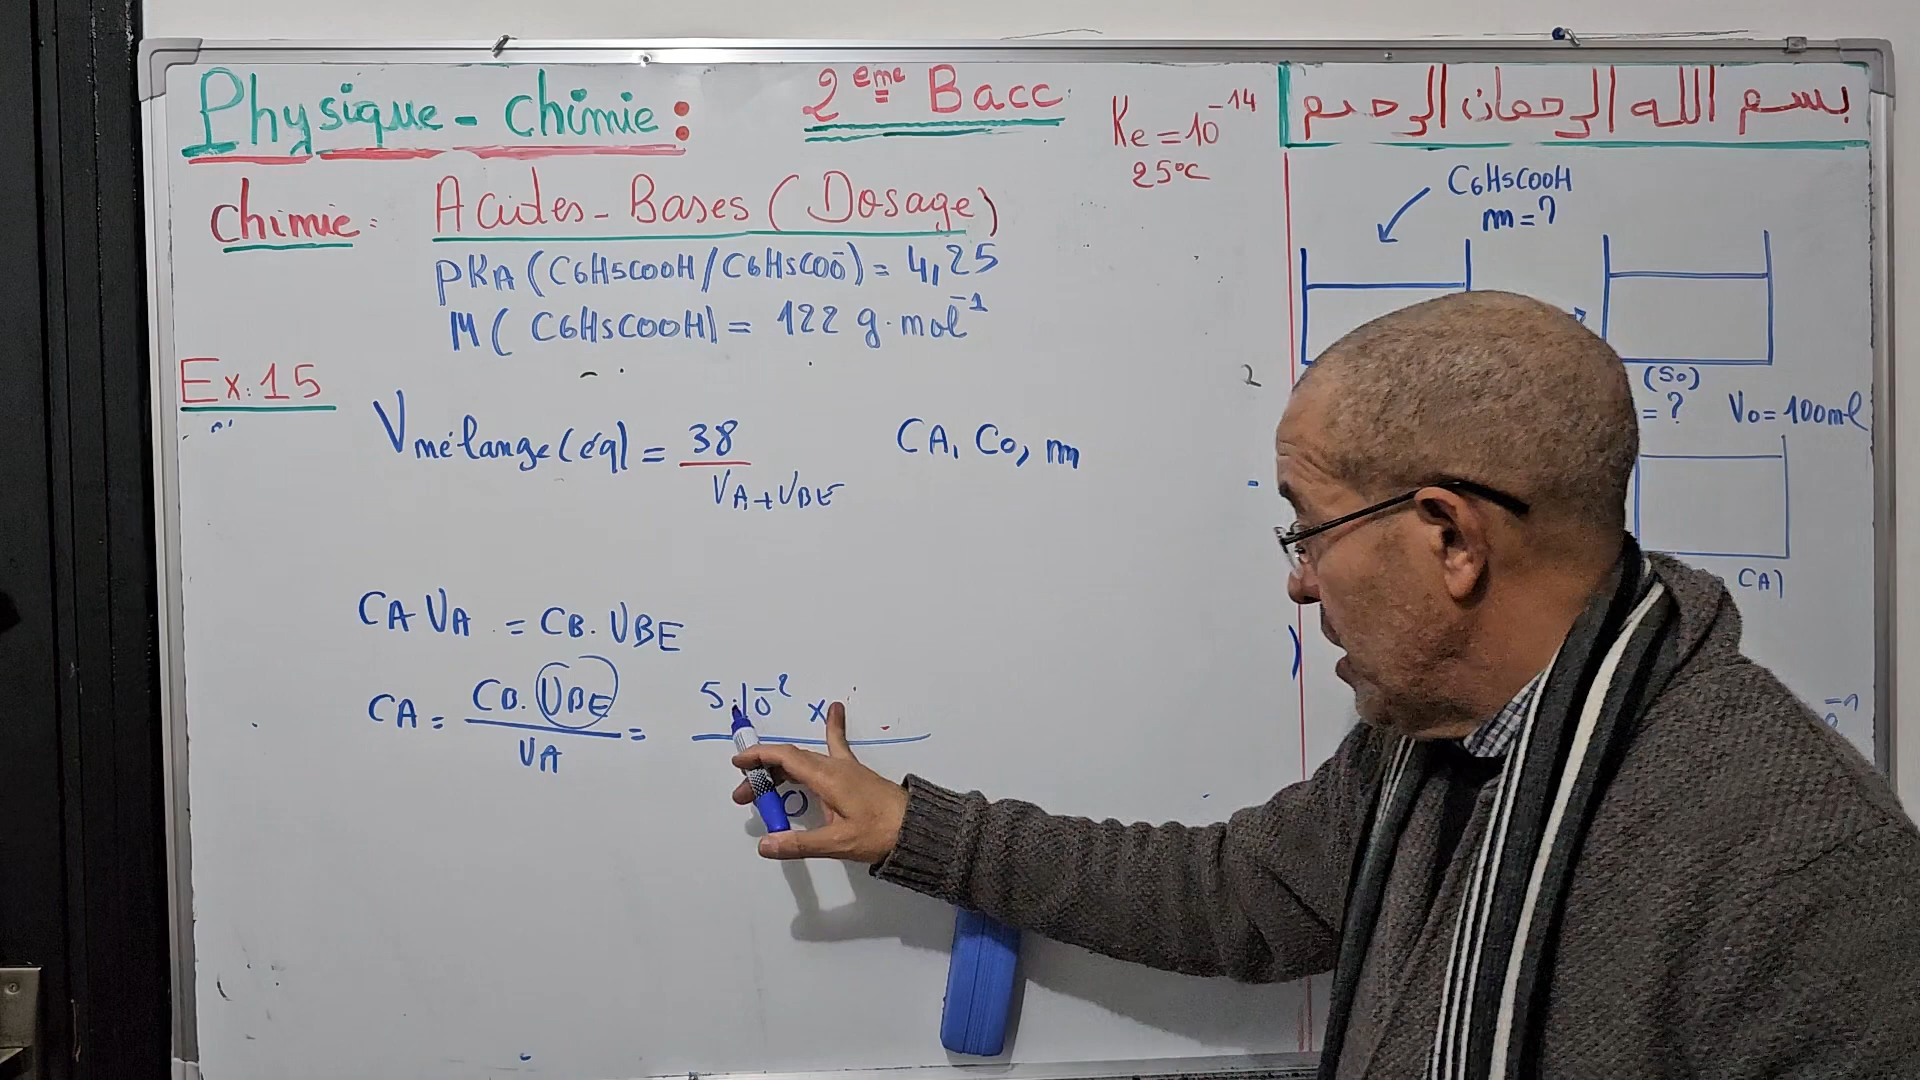 Physique - Chimie :
2ème Bacc
Ke = 10⁻¹⁴
25°C
بسم الله الرحمان الرحيم
Chimie : Acides - Bases (Dosage)
pKA (C6H5COOH/C6H5COO⁻) = 4,25
M (C6H5COOH) = 122 g.mol⁻¹
Ex: 15
Vmélange(éq) = 38
VA + VBE
CA, Co, m
CA VA = CB. VBE
CA = CB. VBE / VA = 5.10⁻² ×
0
C6H5COOH
m = ?
(So)
= ? Vo = 100ml
CA)